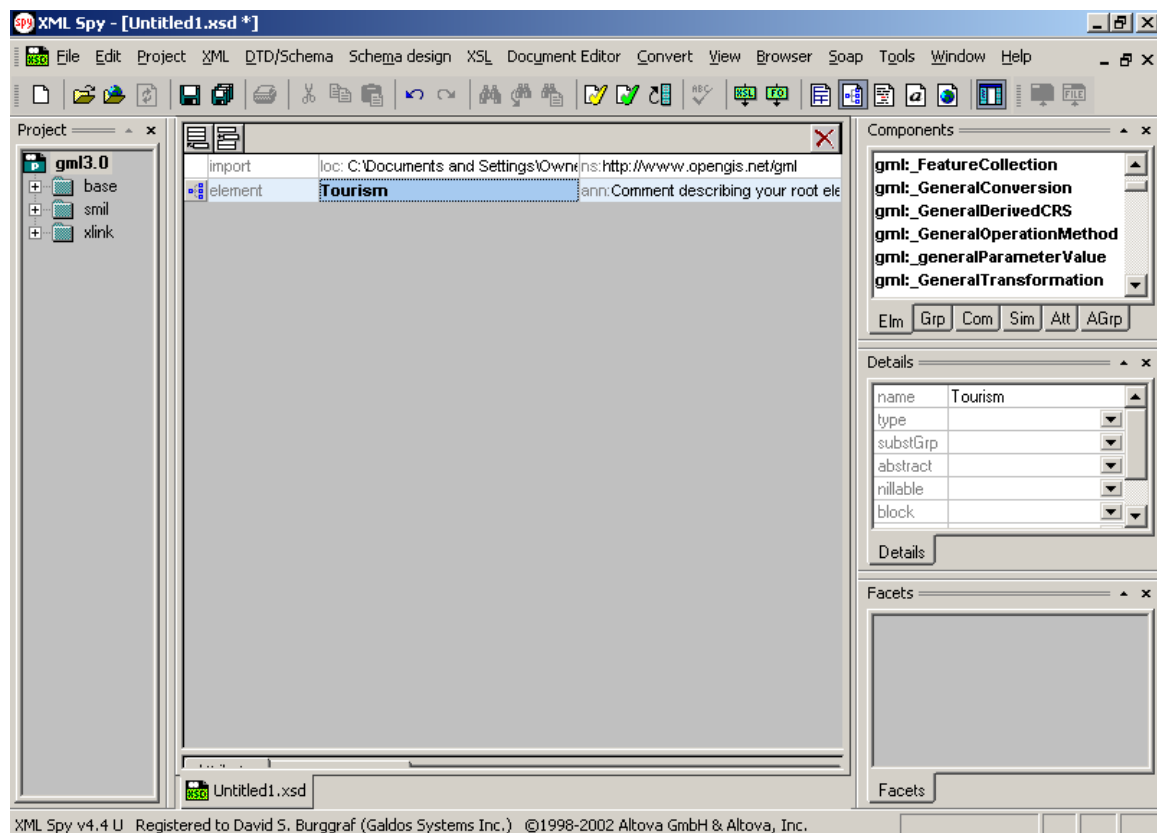 XML Spy - [Untitled1.xsd *]
File Edit Project XML DTD/Schema Schema design XSL Document Editor Convert View Browser Soap Tools Window Help
Project
gml3.0
base
smil
xlink
import loc: C:\Documents and Settings\Owne ns:http://www.opengis.net/gml
element Tourism ann:Comment describing your root ele
Untitled1.xsd
Components
gml:_FeatureCollection
gml:_GeneralConversion
gml:_GeneralDerivedCRS
gml:_GeneralOperationMethod
gml:_generalParameterValue
gml:_GeneralTransformation
Elm Grp Com Sim Att AGrp
Details
name Tourism
type
substGrp
abstract
nillable
block
Details
Facets
Facets
XML Spy v4.4 U Registered to David S. Burggraf (Galdos Systems Inc.) ©1998-2002 Altova GmbH & Altova, Inc.